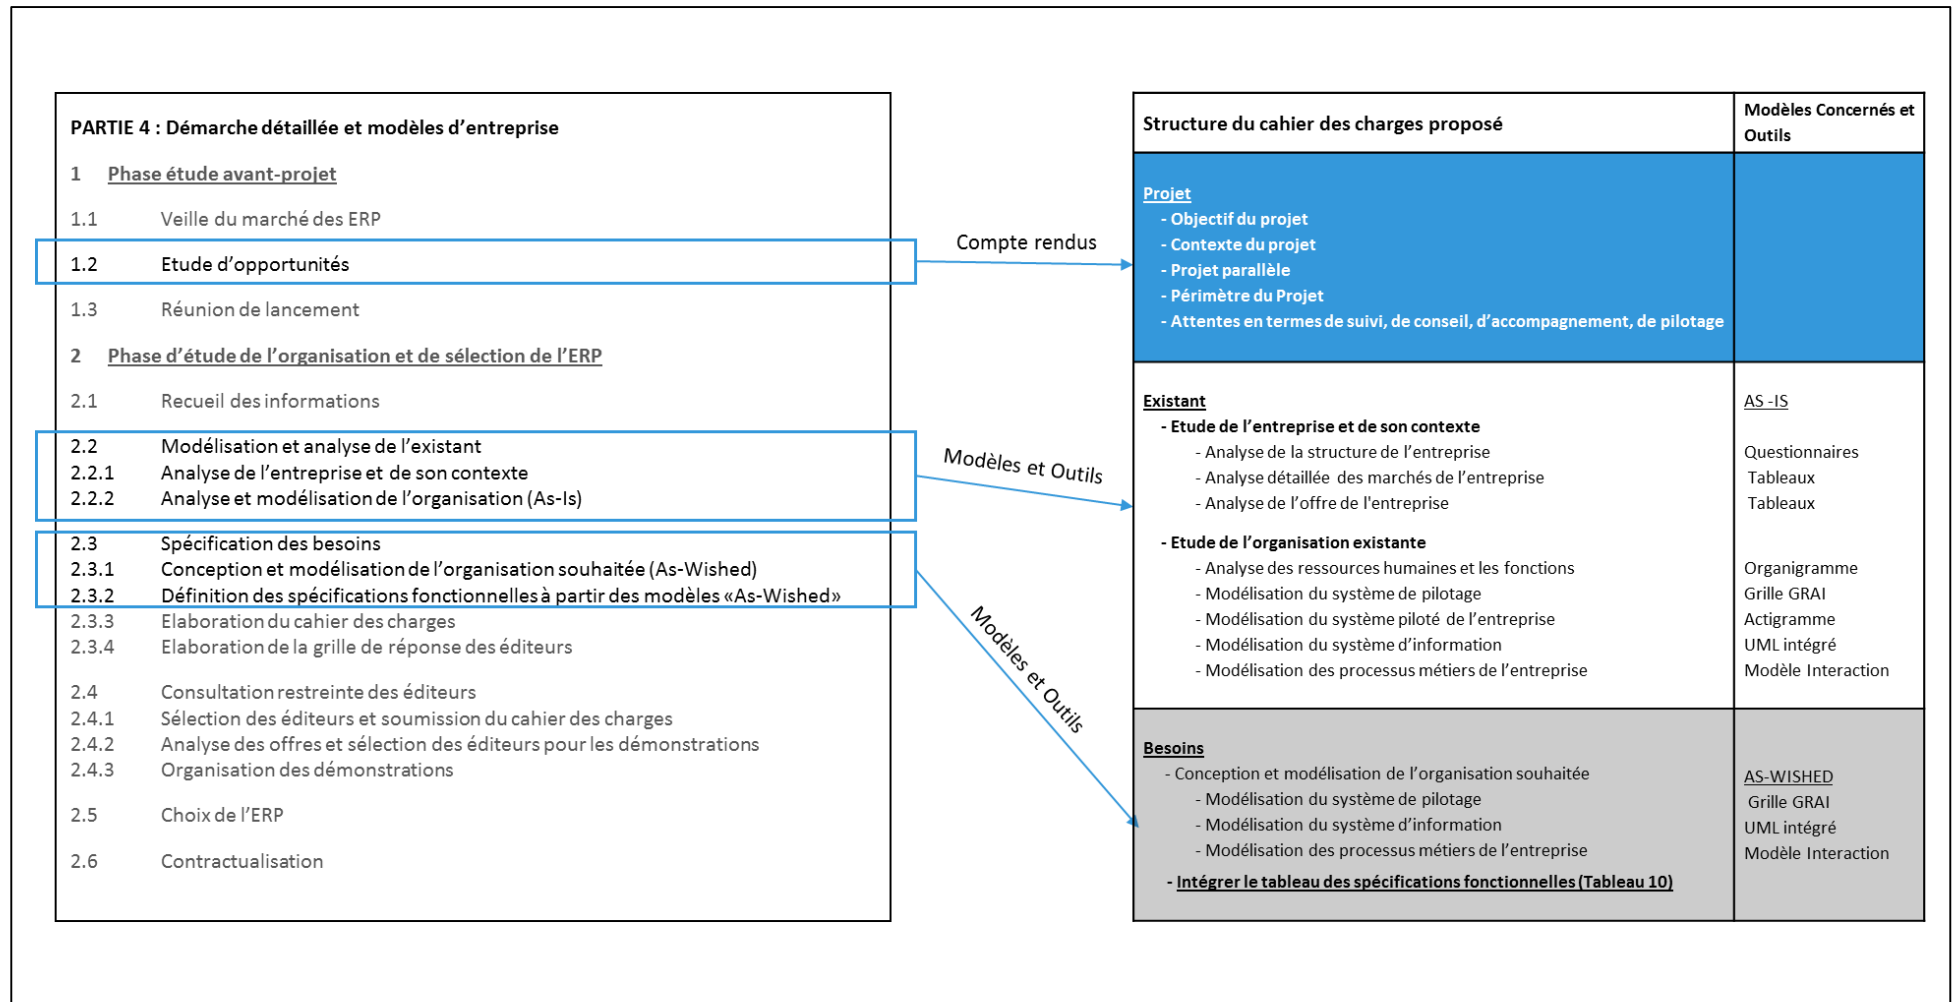 PARTIE 4 : Démarche détaillée et modèles d’entreprise
1 Phase étude avant-projet
1.1 Veille du marché des ERP
1.2 Etude d’opportunités
1.3 Réunion de lancement
2 Phase d’étude de l’organisation et de sélection de l’ERP
2.1 Recueil des informations
2.2 Modélisation et analyse de l’existant
2.2.1 Analyse de l’entreprise et de son contexte
2.2.2 Analyse et modélisation de l’organisation (As-Is)
2.3 Spécification des besoins
2.3.1 Conception et modélisation de l’organisation souhaitée (As-Wished)
2.3.2 Définition des spécifications fonctionnelles à partir des modèles «As-Wished»
2.3.3 Elaboration du cahier des charges
2.3.4 Elaboration de la grille de réponse des éditeurs
2.4 Consultation restreinte des éditeurs
2.4.1 Sélection des éditeurs et soumission du cahier des charges
2.4.2 Analyse des offres et sélection des éditeurs pour les démonstrations
2.4.3 Organisation des démonstrations
2.5 Choix de l’ERP
2.6 Contractualisation
Compte rendus
Modèles et Outils
Modèles et Outils
Structure du cahier des charges proposé
Modèles Concernés et
Outils
Projet
- Objectif du projet
- Contexte du projet
- Projet parallèle
- Périmètre du Projet
- Attentes en termes de suivi, de conseil, d’accompagnement, de pilotage
Existant AS -IS
- Etude de l’entreprise et de son contexte
- Analyse de la structure de l’entreprise Questionnaires
- Analyse détaillée des marchés de l’entreprise Tableaux
- Analyse de l’offre de l'entreprise Tableaux
- Etude de l’organisation existante
- Analyse des ressources humaines et les fonctions Organigramme
- Modélisation du système de pilotage Grille GRAI
- Modélisation du système piloté de l’entreprise Actigramme
- Modélisation du système d’information UML intégré
- Modélisation des processus métiers de l’entreprise Modèle Interaction
Besoins
- Conception et modélisation de l’organisation souhaitée AS-WISHED
- Modélisation du système de pilotage Grille GRAI
- Modélisation du système d’information UML intégré
- Modélisation des processus métiers de l’entreprise Modèle Interaction
- Intégrer le tableau des spécifications fonctionnelles (Tableau 10)